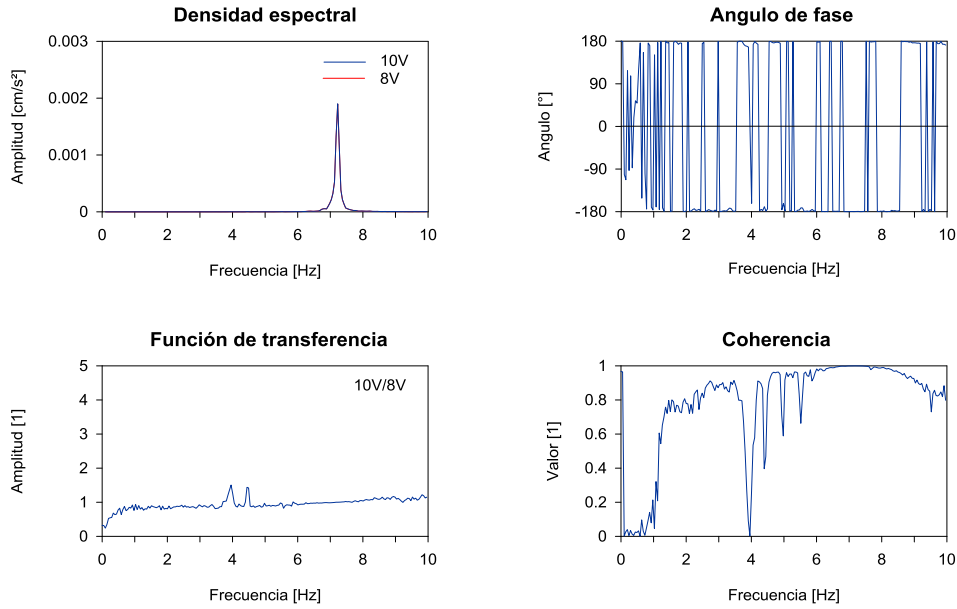 Densidad espectral
0.003
0.002
0.001
0
Amplitud [cm/s²]
10V
8V
0 2 4 6 8 10
Frecuencia [Hz]
Angulo de fase
180
90
0
-90
-180
Angulo [°]
0 2 4 6 8 10
Frecuencia [Hz]
Función de transferencia
5
4
3
2
1
0
Amplitud [1]
10V/8V
0 2 4 6 8 10
Frecuencia [Hz]
Coherencia
1
0.8
0.6
0.4
0.2
0
Valor [1]
0 2 4 6 8 10
Frecuencia [Hz]